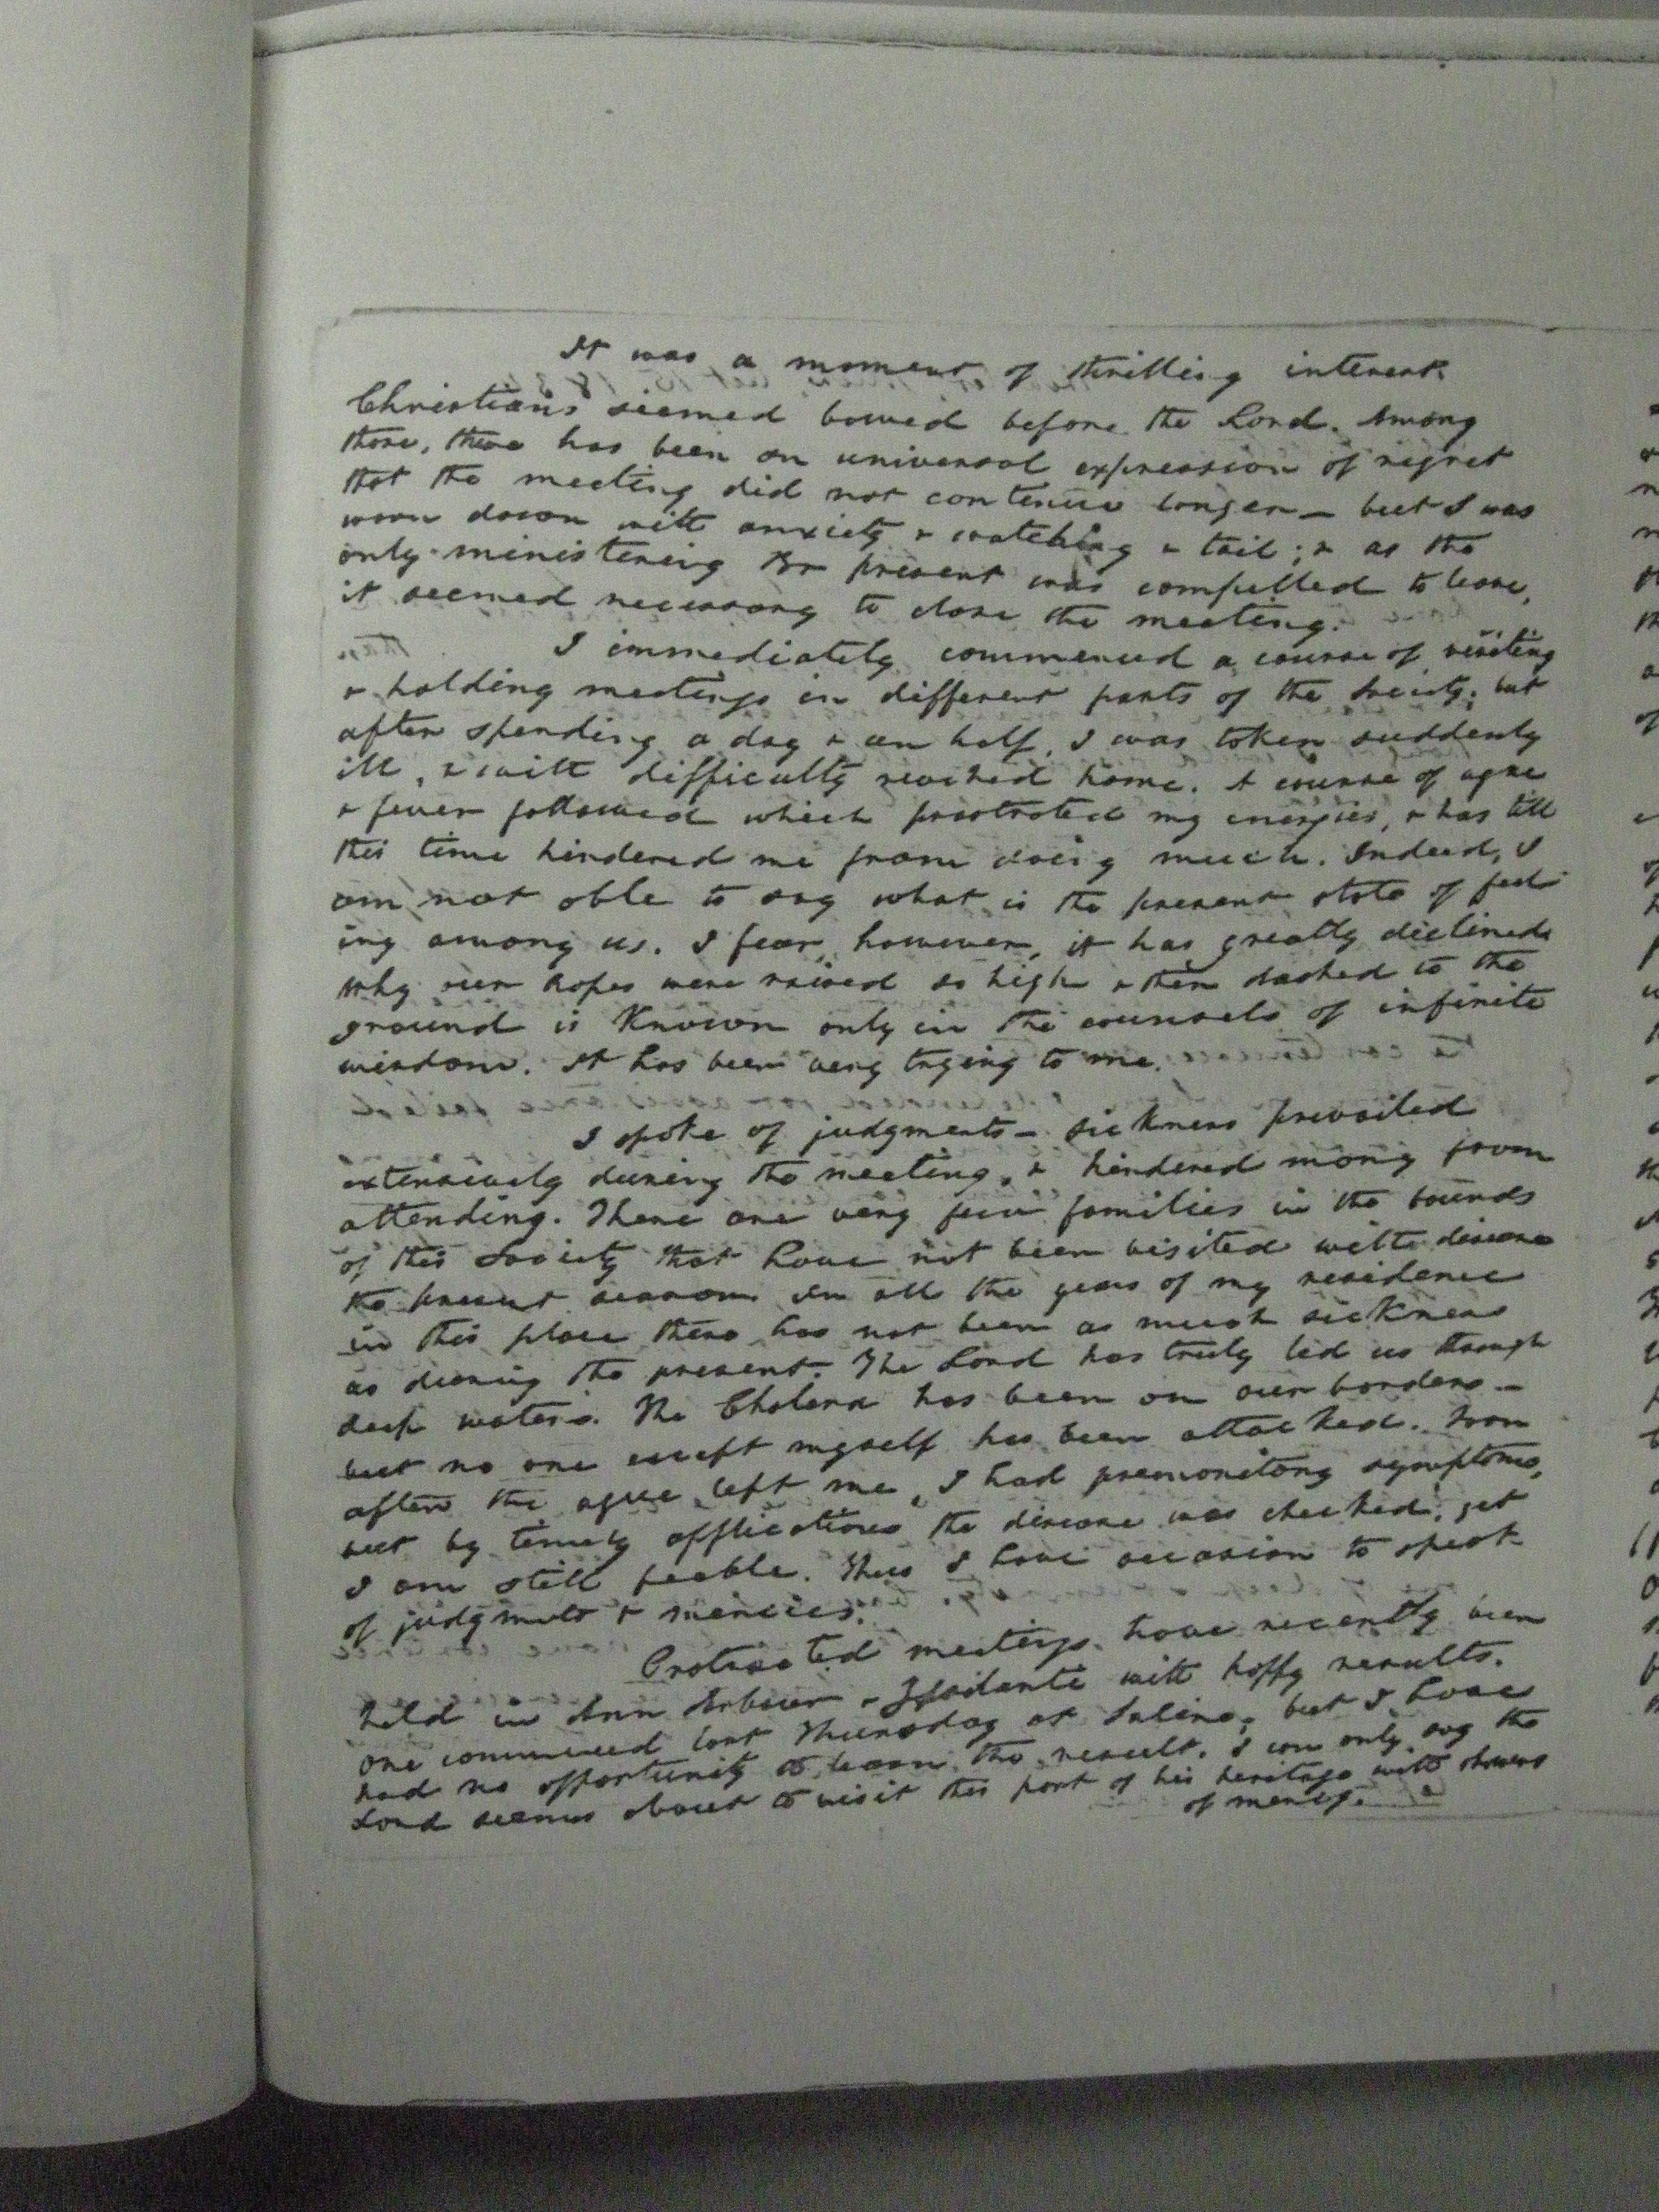 It was a moment of thrilling interest.
Christians seemed bowed before the Lord. Among
those, there has been an universal expression of regret
that the meeting did not continue longer — but I was
worn down with anxiety & watching & toil; & as the
only ministering Br present was compelled to leave,
it seemed necessary to close the meeting.
I immediately commenced a course of visiting
& holding meetings in different parts of the Society; but
after spending a day & an half, I was taken suddenly
ill, & with difficulty reached home. A course of ague
& fever followed which prostrated my energies, & has till
this time hindered me from doing much. Indeed, I
am not able to say what is the present state of feel-
ing among us. I fear, however, it has greatly declined
Why our hopes were raised so high & then dashed to the
ground is known only in the counsels of infinite
wisdom. It has been very trying to me.
I spoke of judgments — sickness prevailed
extensively during the meeting, & hindered many from
attending. There are very few families in the bounds
of this Society that have not been visited with disease
the present season. In all the years of my residence
in this place there has not been as much sickness
as during the present. The Lord has truly led us through
deep waters. The Cholera has been on our borders —
but no one except myself has been attacked. Soon
after the ague left me, I had premonitory symptoms,
but by timely applications the disease was checked; yet
I am still feeble. Thus I have occasion to speak
of judgments & mercies.
Protracted meetings have recently been
held in Ann Arbour & Ypsilanti with happy results.
One commenced last Thursday at Saline; but I have
had no opportunity to learn the result. I can only say the
Lord seems about to visit this part of his heritage with showers
of mercy.